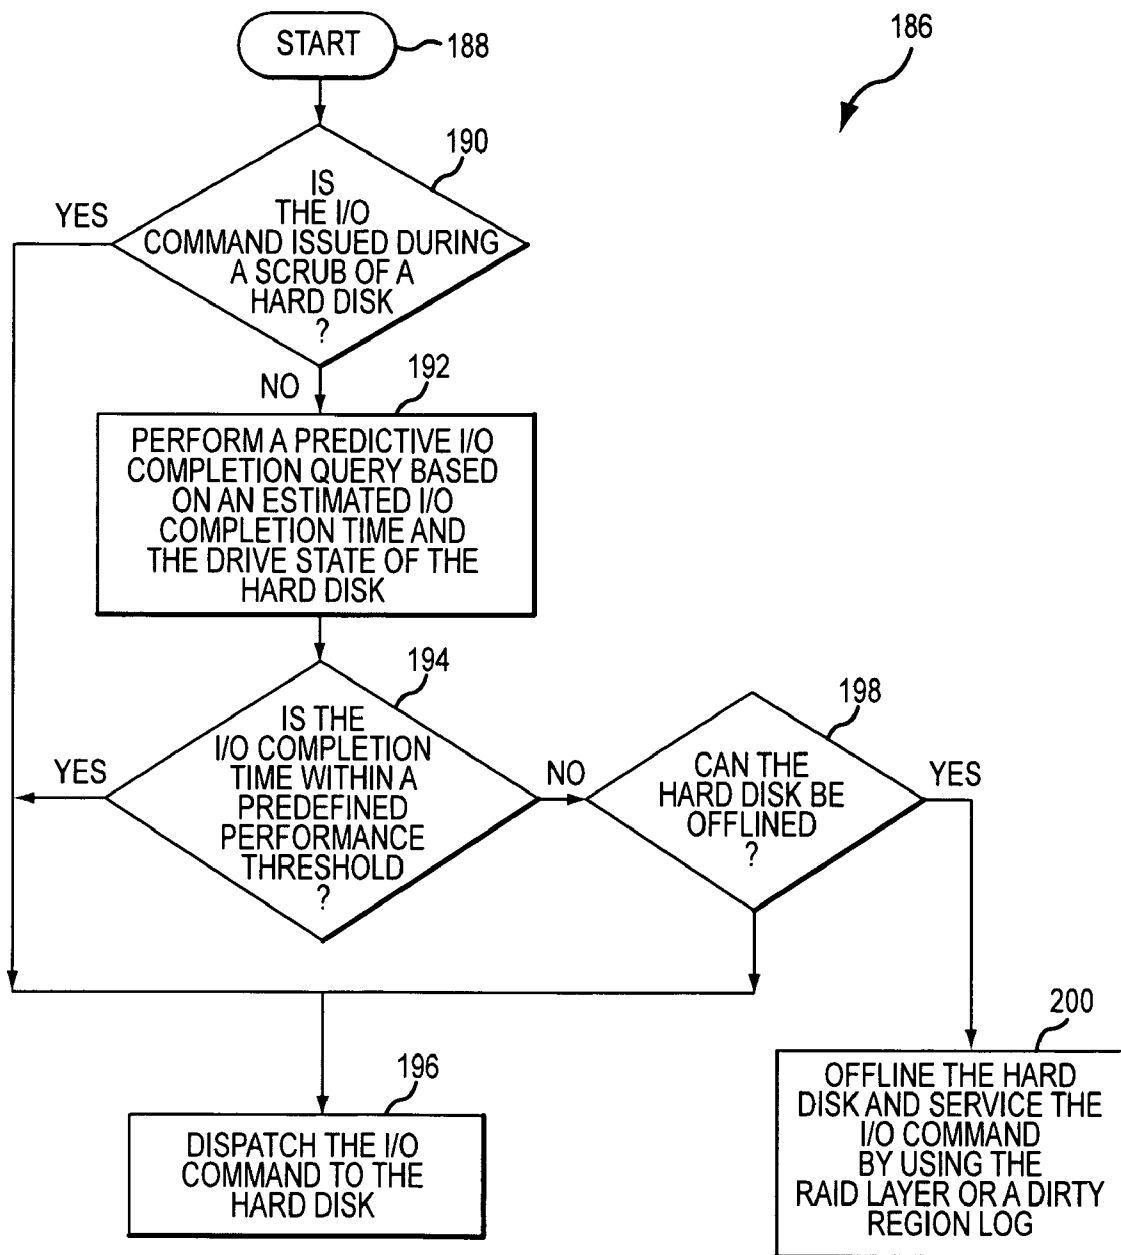 START
188
186
190
YES
IS
THE I/O
COMMAND ISSUED DURING
A SCRUB OF A
HARD DISK
?
NO
192
PERFORM A PREDICTIVE I/O
COMPLETION QUERY BASED
ON AN ESTIMATED I/O
COMPLETION TIME AND
THE DRIVE STATE OF THE
HARD DISK
194
YES
IS THE
I/O COMPLETION
TIME WITHIN A
PREDEFINED
PERFORMANCE
THRESHOLD
?
NO
198
CAN THE
HARD DISK BE
OFFLINED
?
YES
196
DISPATCH THE I/O
COMMAND TO THE
HARD DISK
200
OFFLINE THE HARD
DISK AND SERVICE THE
I/O COMMAND
BY USING THE
RAID LAYER OR A DIRTY
REGION LOG